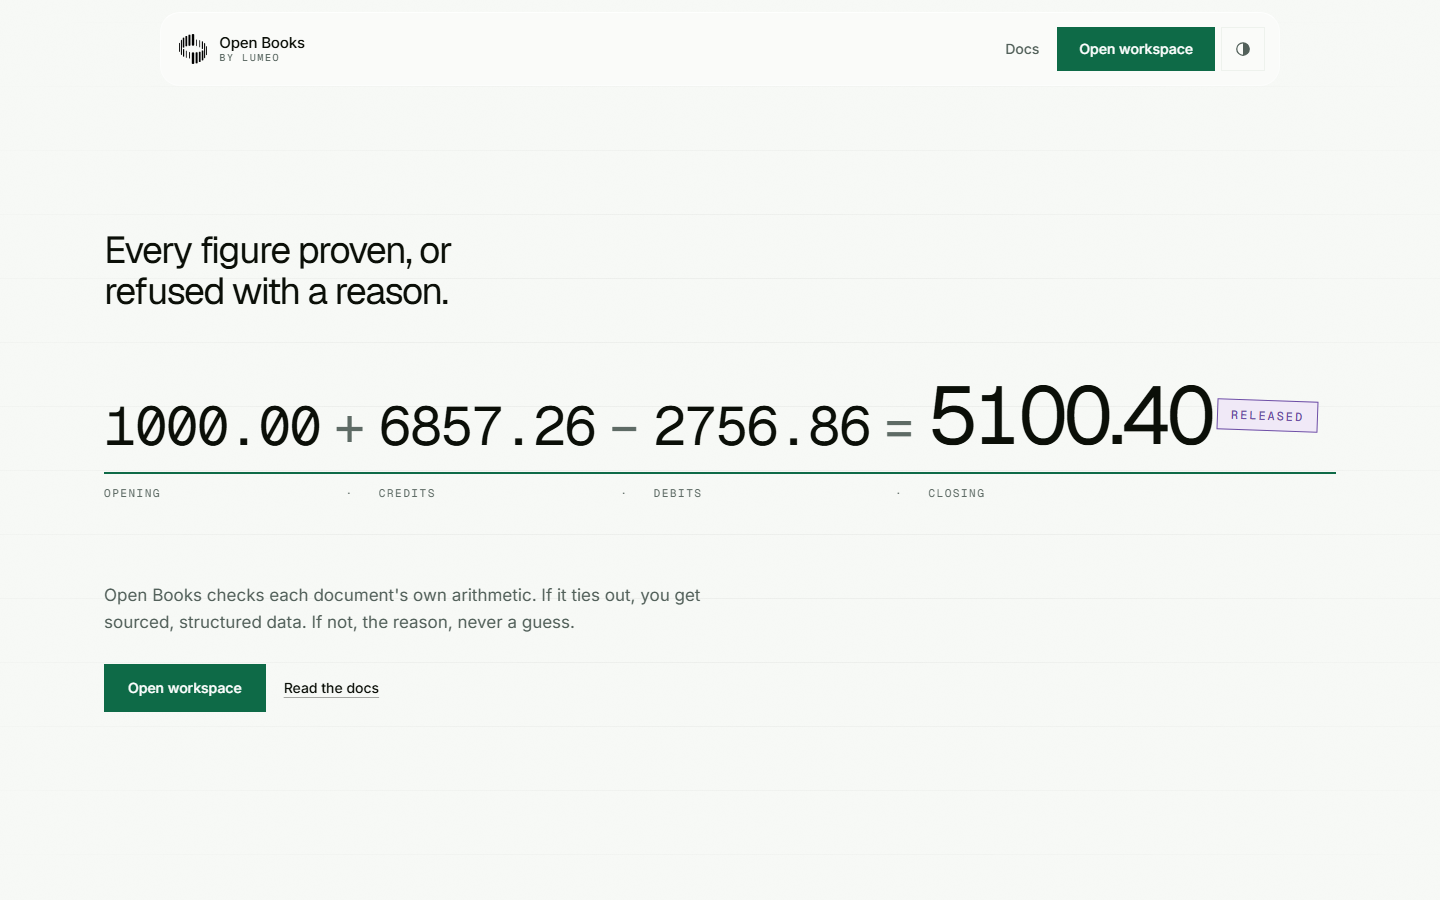 Open Books
BY LUMEO
Docs
Open workspace
Every figure proven, or
refused with a reason.
1000.00 + 6857.26 – 2756.86 = 5100.40
RELEASED
OPENING · CREDITS · DEBITS · CLOSING
Open Books checks each document's own arithmetic. If it ties out, you get
sourced, structured data. If not, the reason, never a guess.
Open workspace
Read the docs